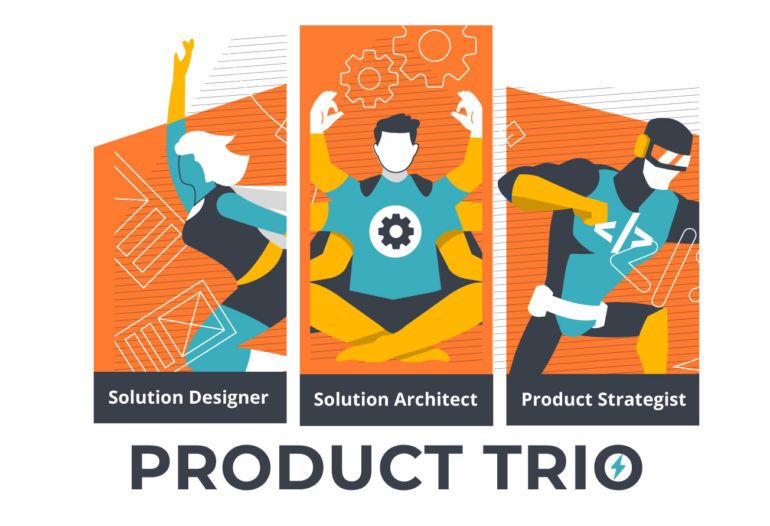 </>
Solution Designer
Solution Architect
Product Strategist
PRODUCT TRIO